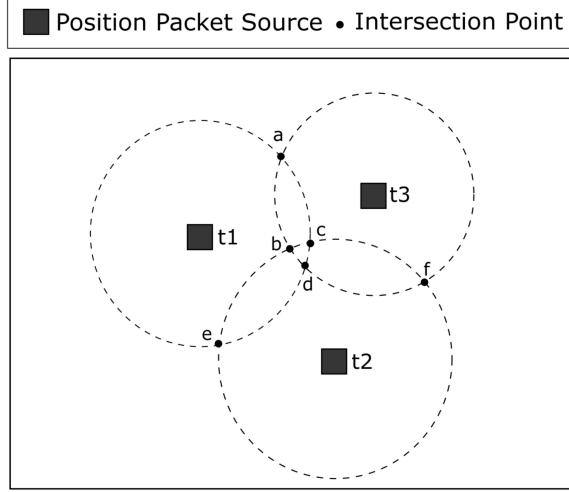 Position Packet Source
Intersection Point
a
t3
t1
b
c
d
f
e
t2